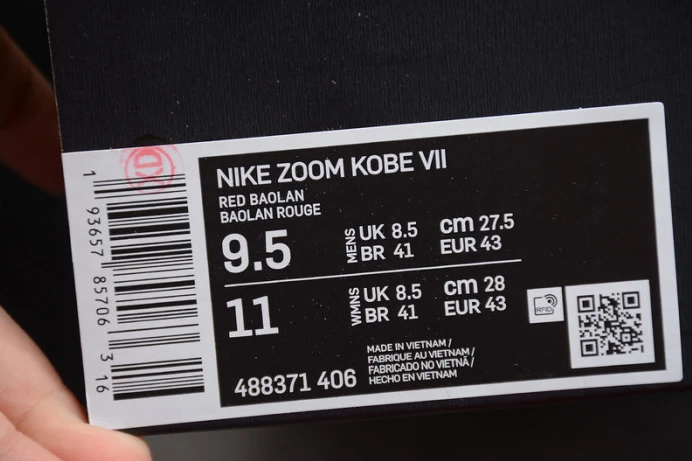 XD
1 93657 85706 3 16
NIKE ZOOM KOBE VII
RED BAOLAN
BAOLAN ROUGE
9.5
MENS
UK 8.5 cm 27.5
BR 41 EUR 43
11
WMNS
UK 8.5 cm 28
BR 41 EUR 43
RFID
488371 406
MADE IN VIETNAM /
FABRIQUE AU VIETNAM /
FABRICADO NO VIETNÃ /
HECHO EN VIETNAM